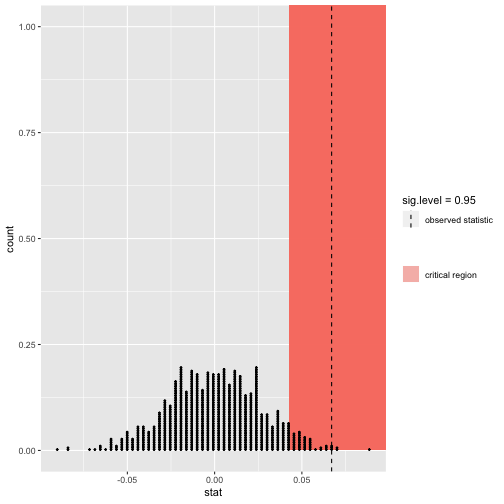 1.00
0.75
0.50
0.25
0.00
count
-0.05
0.00
0.05
stat
sig.level = 0.95
observed statistic
critical region